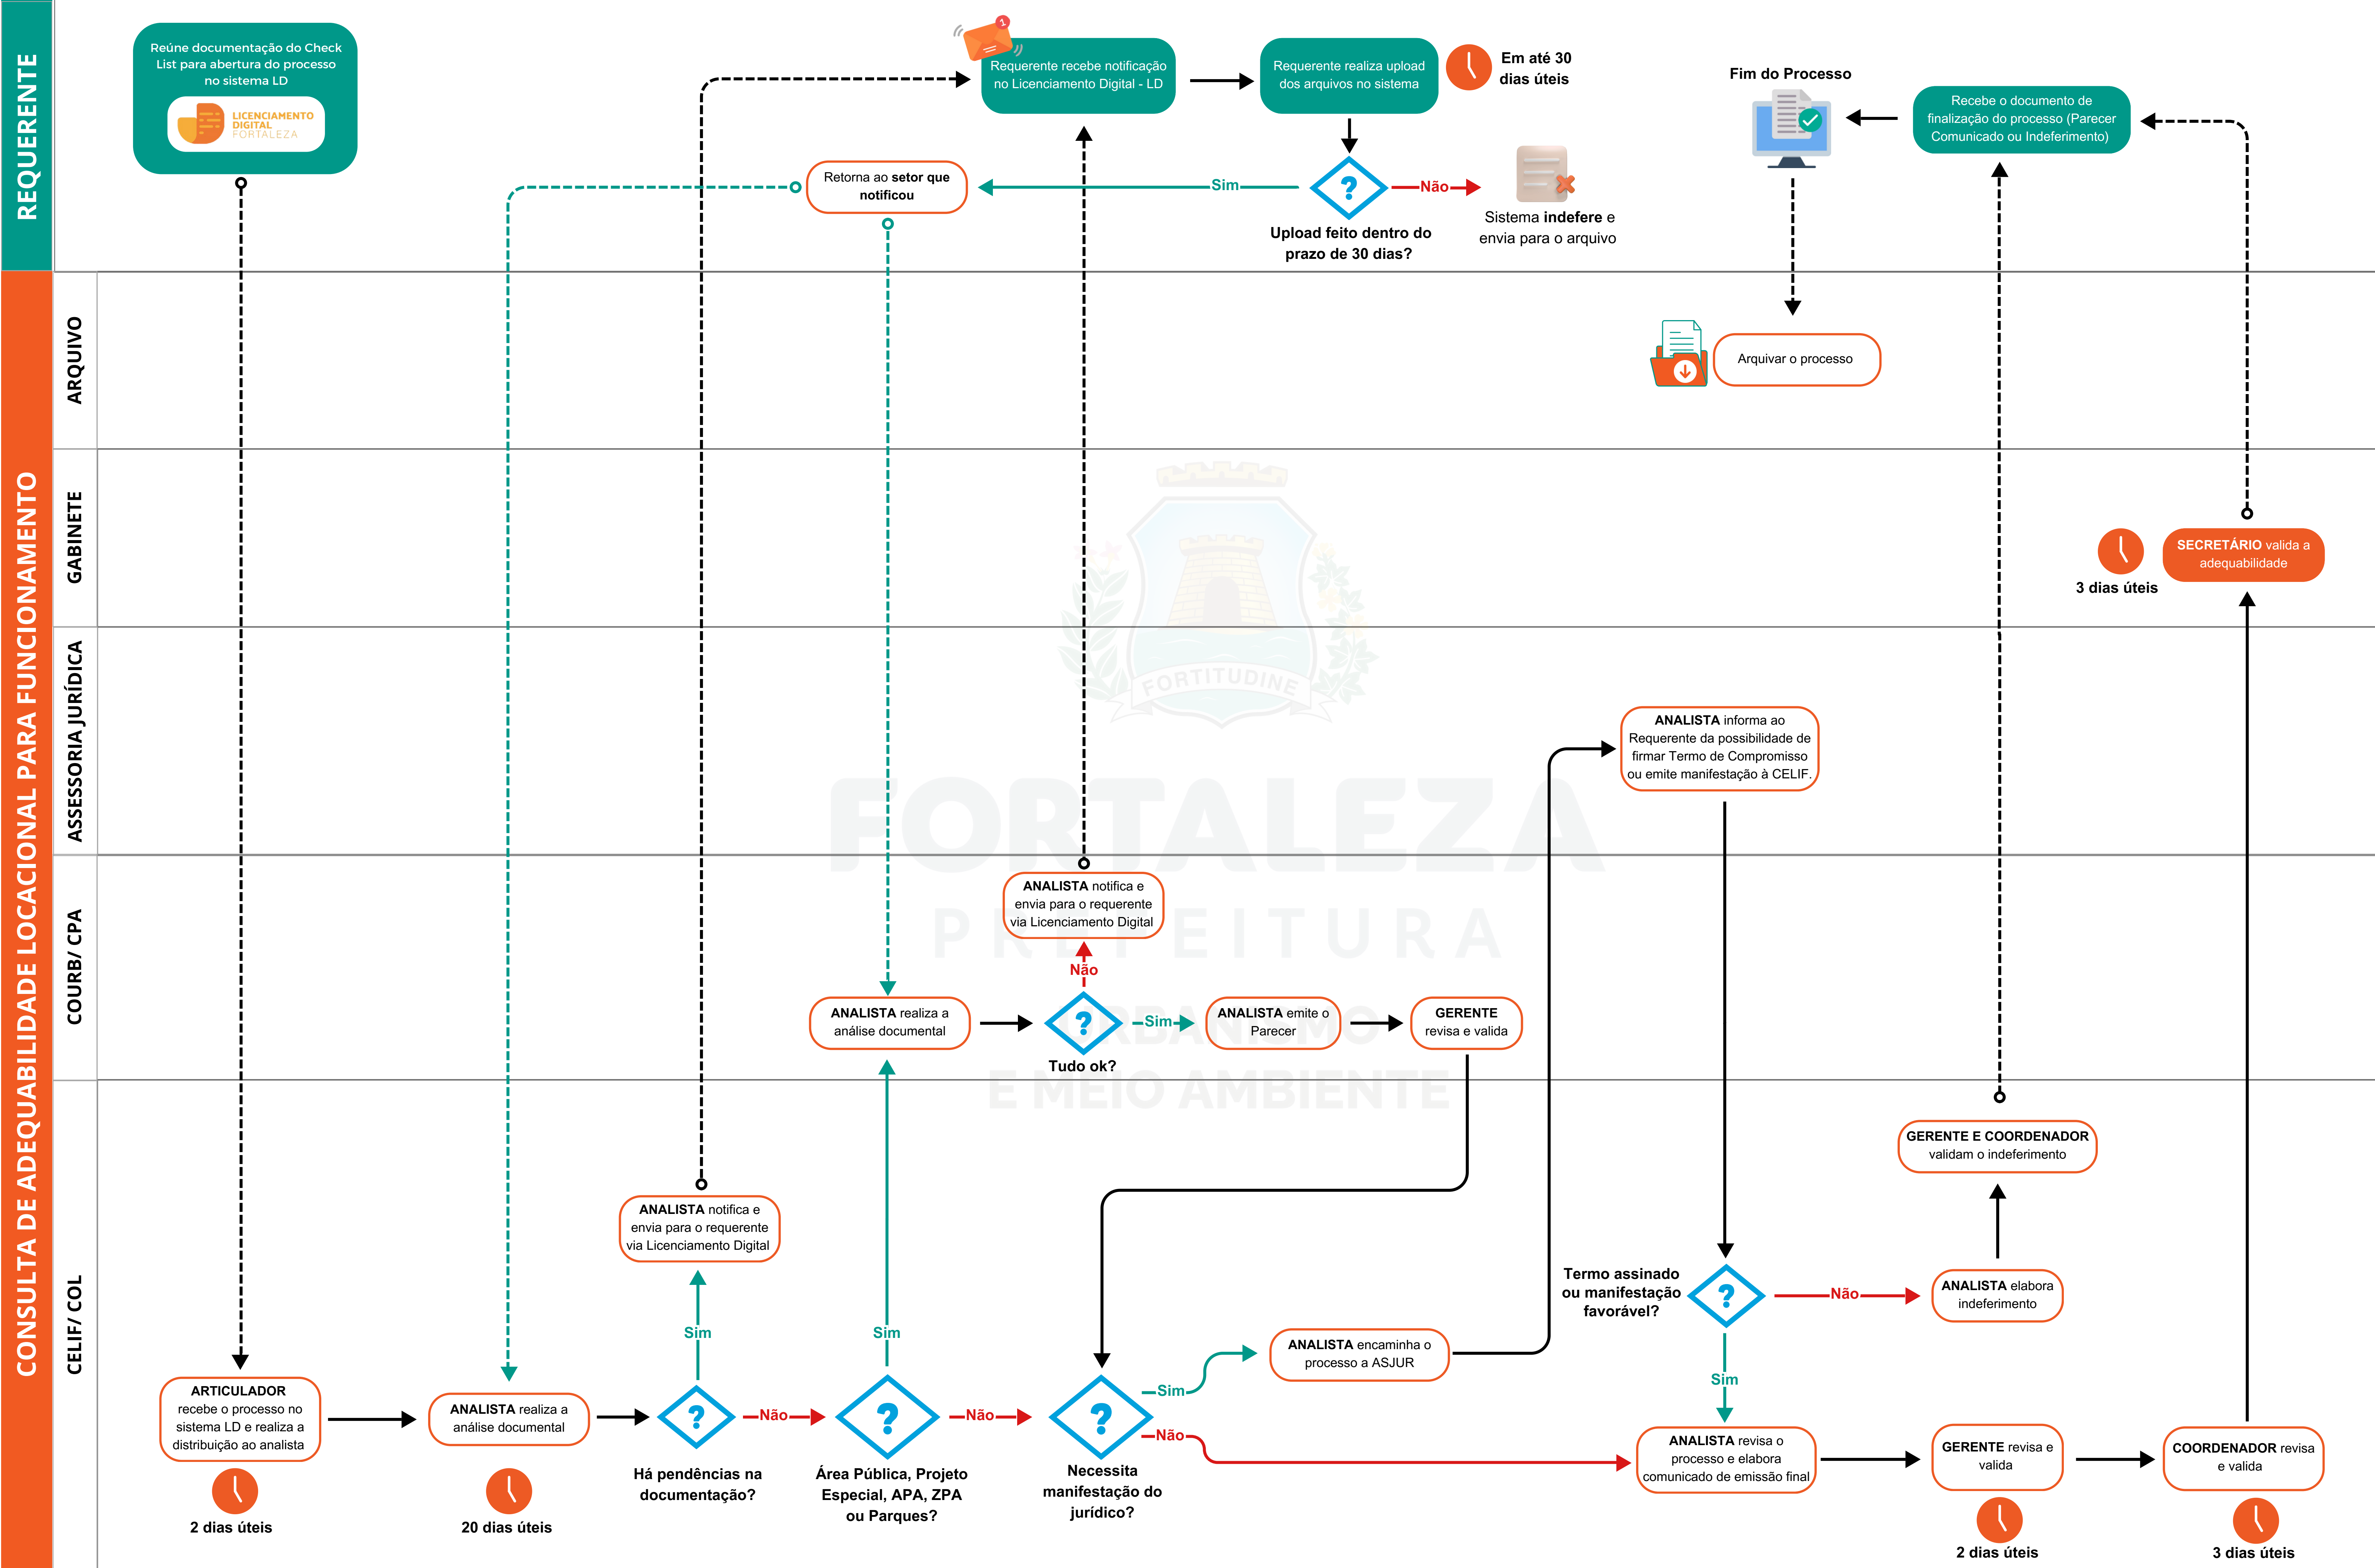 CONSULTA DE ADEQUABILIDADE LOCACIONAL PARA FUNCIONAMENTO
REQUERENTE
Reúne documentação do Check
List para abertura do processo
no sistema LD
LICENCIAMENTO
DIGITAL
FORTALEZA
1
Requerente recebe notificação
no Licenciamento Digital - LD
Requerente realiza upload
dos arquivos no sistema
Em até 30
dias úteis
Retorna ao setor que
notificou
Sim
?
Não
Upload feito dentro do
prazo de 30 dias?
Sistema indefere e
envia para o arquivo
Fim do Processo
Recebe o documento de
finalização do processo (Parecer
Comunicado ou Indeferimento)
ARQUIVO
Arquivar o processo
GABINETE
3 dias úteis
SECRETÁRIO valida a
adequabilidade
ASSESSORIA JURÍDICA
ANALISTA informa ao
Requerente da possibilidade de
firmar Termo de Compromisso
ou emite manifestação à CELIF.
FORTITUDINE
FORTALEZA
PREFEITURA
URBANISMO
E MEIO AMBIENTE
COURB/ CPA
ANALISTA notifica e
envia para o requerente
via Licenciamento Digital
Não
ANALISTA realiza a
análise documental
?
Tudo ok?
Sim
ANALISTA emite o
Parecer
GERENTE
revisa e valida
CELIF/ COL
ARTICULADOR
recebe o processo no
sistema LD e realiza a
distribuição ao analista
2 dias úteis
ANALISTA realiza a
análise documental
20 dias úteis
ANALISTA notifica e
envia para o requerente
via Licenciamento Digital
Sim
?
Há pendências na
documentação?
Não
Sim
?
Área Pública, Projeto
Especial, APA, ZPA
ou Parques?
Não
?
Necessita
manifestação do
jurídico?
Sim
Não
ANALISTA encaminha o
processo a ASJUR
Termo assinado
ou manifestação
favorável?
?
Não
Sim
ANALISTA elabora
indeferimento
GERENTE E COORDENADOR
validam o indeferimento
ANALISTA revisa o
processo e elabora
comunicado de emissão final
GERENTE revisa e
valida
2 dias úteis
COORDENADOR revisa
e valida
3 dias úteis